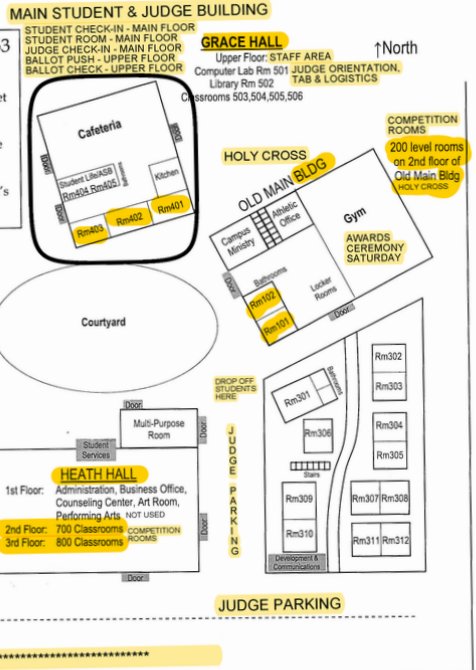 MAIN STUDENT & JUDGE BUILDING
STUDENT CHECK-IN - MAIN FLOOR
STUDENT ROOM - MAIN FLOOR
JUDGE CHECK-IN - MAIN FLOOR
BALLOT PUSH - UPPER FLOOR
BALLOT CHECK - UPPER FLOOR
GRACE HALL
Upper Floor: STAFF AREA
Computer Lab Rm 501 JUDGE ORIENTATION,
TAB & LOGISTICS
Library Rm 502
Classrooms 503,504,505,506
↑North
Cafeteria
Door
Door
Door
Student Life/ASB
Rm404 Rm405
Kitchen
Rm403
Rm402
Rm401
HOLY CROSS
OLD MAIN BLDG
COMPETITION
ROOMS
200 level rooms
on 2nd floor of
Old Main Bldg
HOLY CROSS
Campus
Ministry
Athletic
Office
Gym
AWARDS
CEREMONY
SATURDAY
Bathrooms
Locker
Rooms
Door
Rm102
Rm101
Door
Courtyard
DROP OFF
STUDENTS
HERE
JUDGE PARKING
Rm301
Bathrooms
Rm302
Rm303
Rm306
Rm304
Rm305
Stairs
Rm309
Rm310
Rm307 Rm308
Rm311 Rm312
Development &
Communications
Door
Multi-Purpose
Room
Door
Student
Services
HEATH HALL
1st Floor: Administration, Business Office,
Counseling Center, Art Room,
Performing Arts NOT USED
2nd Floor: 700 Classrooms
3rd Floor: 800 Classrooms
COMPETITION
ROOMS
Door
Door
JUDGE PARKING
**************************